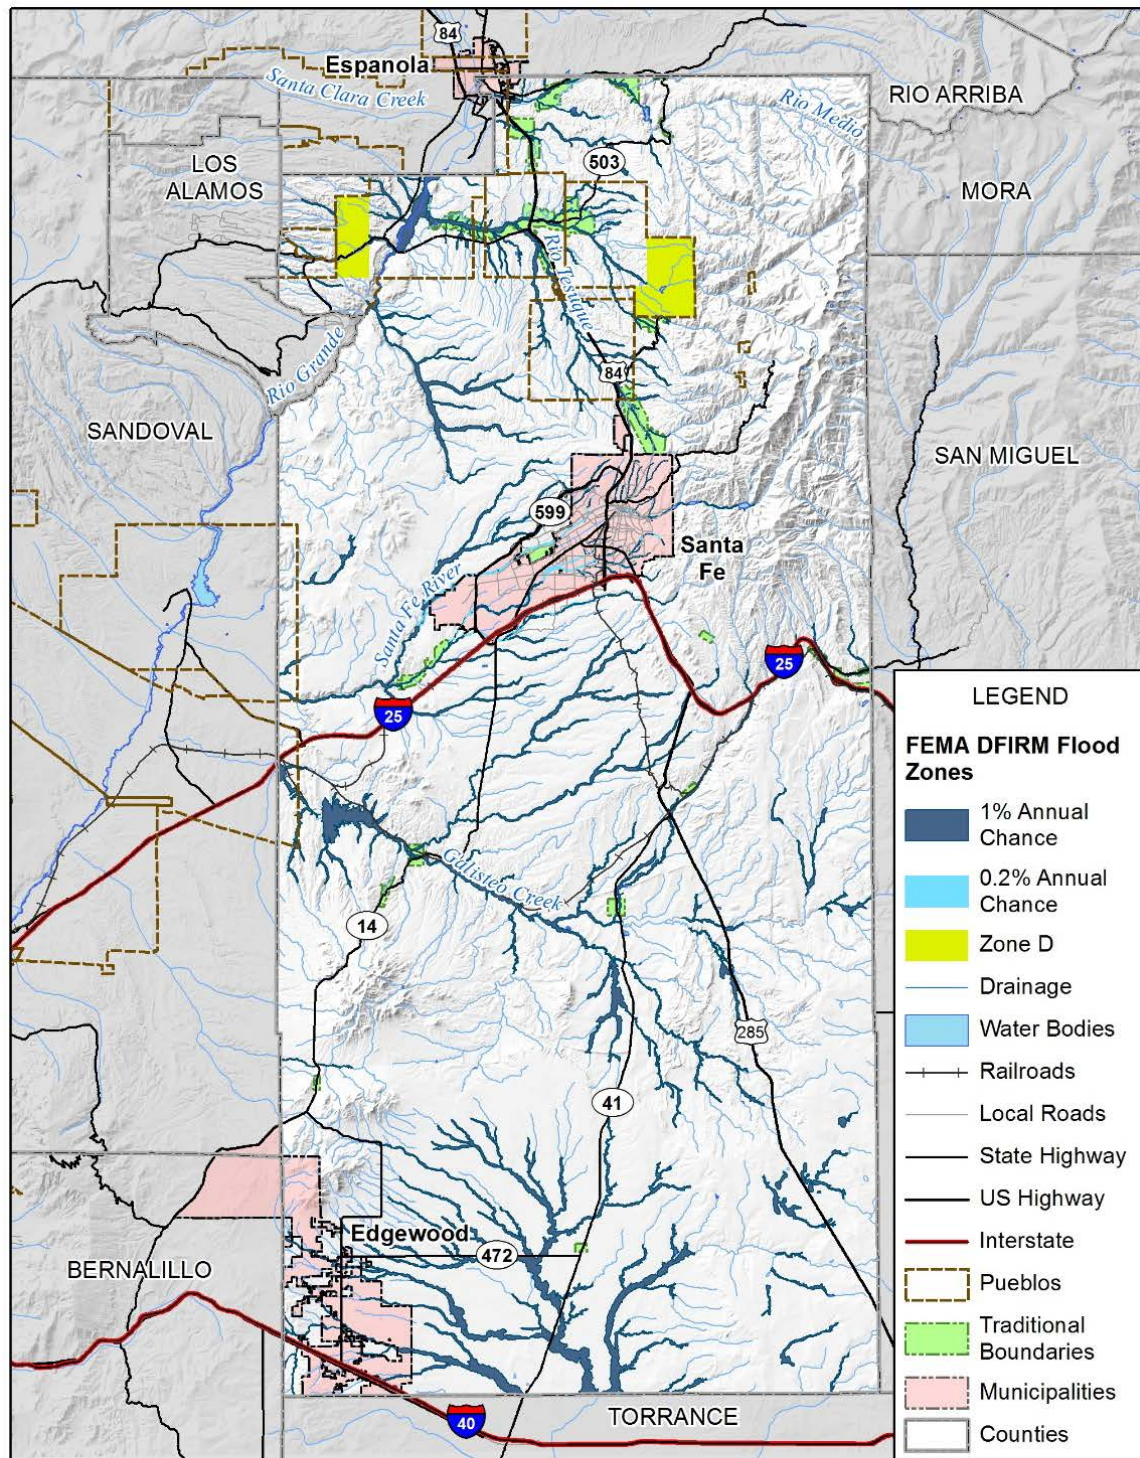 84
Espanola
Santa Clara Creek
Rio Medio
RIO ARRIBA
LOS
ALAMOS
503
MORA
Rio Tesuque
Rio Grande
84
SANDOVAL
SAN MIGUEL
599
Santa
Fe
Santa Fe River
25
25
Galisteo Creek
14
285
41
Edgewood
472
BERNALILLO
TORRANCE
40
LEGEND
FEMA DFIRM Flood
Zones
1% Annual
Chance
0.2% Annual
Chance
Zone D
Drainage
Water Bodies
Railroads
Local Roads
State Highway
US Highway
Interstate
Pueblos
Traditional
Boundaries
Municipalities
Counties